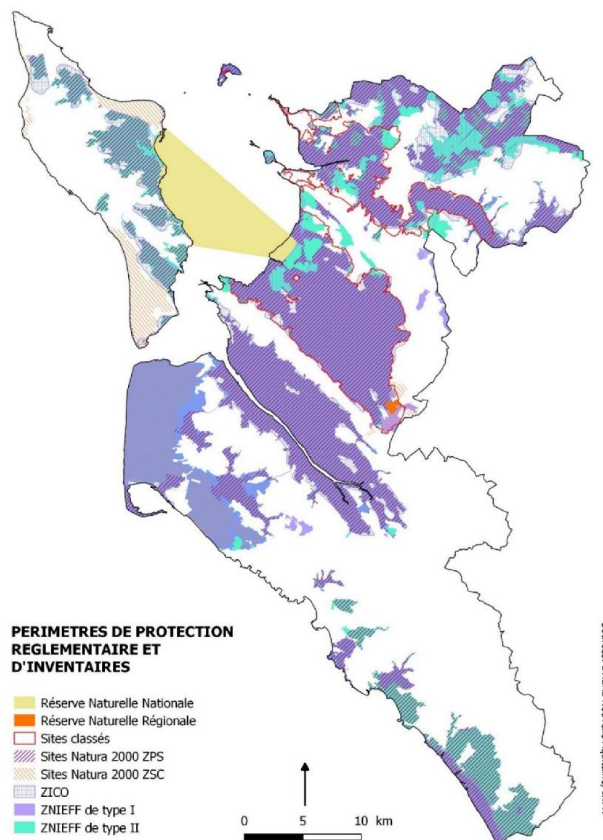 PERIMETRES DE PROTECTION
REGLEMENTAIRE ET
D'INVENTAIRES
Réserve Naturelle Nationale
Réserve Naturelle Régionale
Sites classés
Sites Natura 2000 ZPS
Sites Natura 2000 ZSC
ZICO
ZNIEFF de type I
ZNIEFF de type II
0 5 10 km